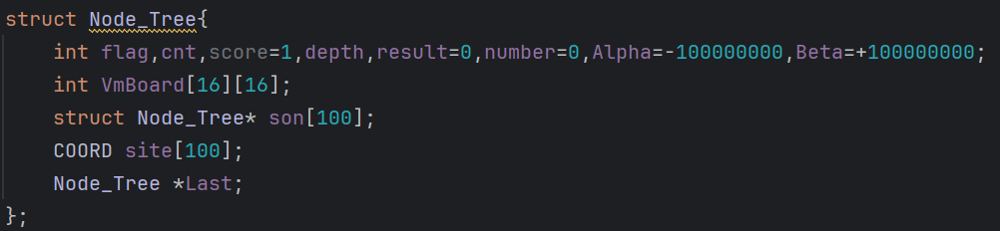 struct Node_Tree{
    int flag,cnt,score=1,depth,result=0,number=0,Alpha=-100000000,Beta=+100000000;
    int VmBoard[16][16];
    struct Node_Tree* son[100];
    COORD site[100];
    Node_Tree *Last;
};